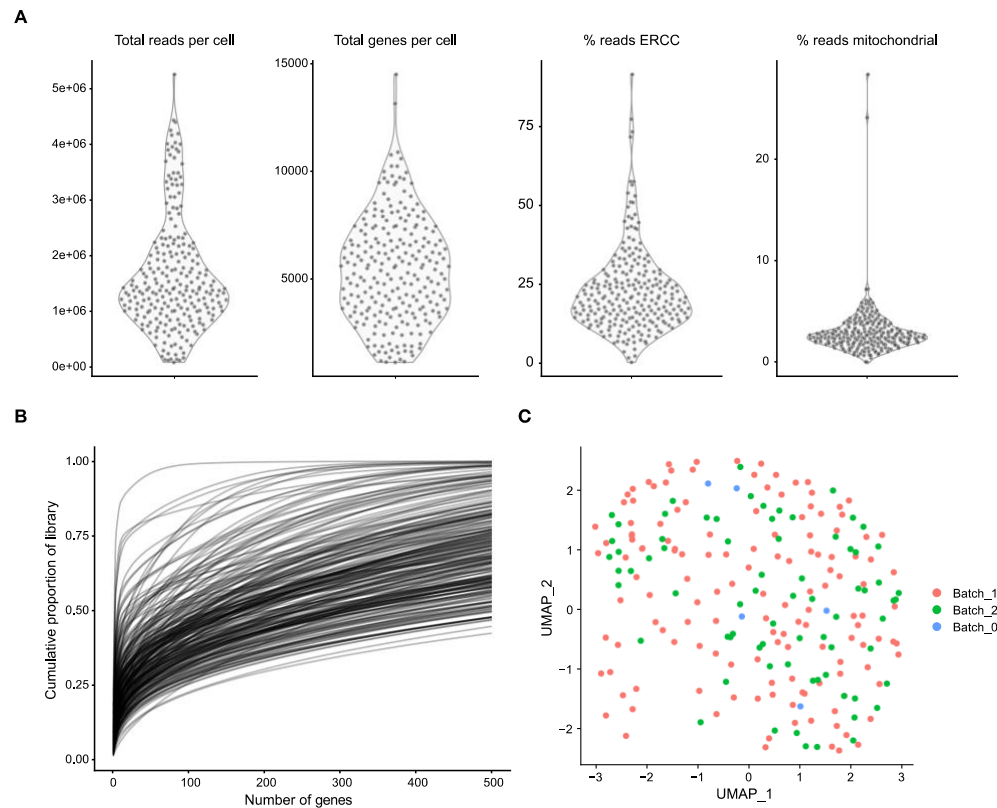 A
Total reads per cell
Total genes per cell
% reads ERCC
% reads mitochondrial
5e+06
4e+06
3e+06
2e+06
1e+06
0e+00
15000
10000
5000
75
50
25
0
20
10
0
B
Cumulative proportion of library
1.00
0.75
0.50
0.25
0.00
0 100 200 300 400 500
Number of genes
C
UMAP_2
2
1
0
−1
−2
−3 −2 −1 0 1 2 3
UMAP_1
Batch_1
Batch_2
Batch_0